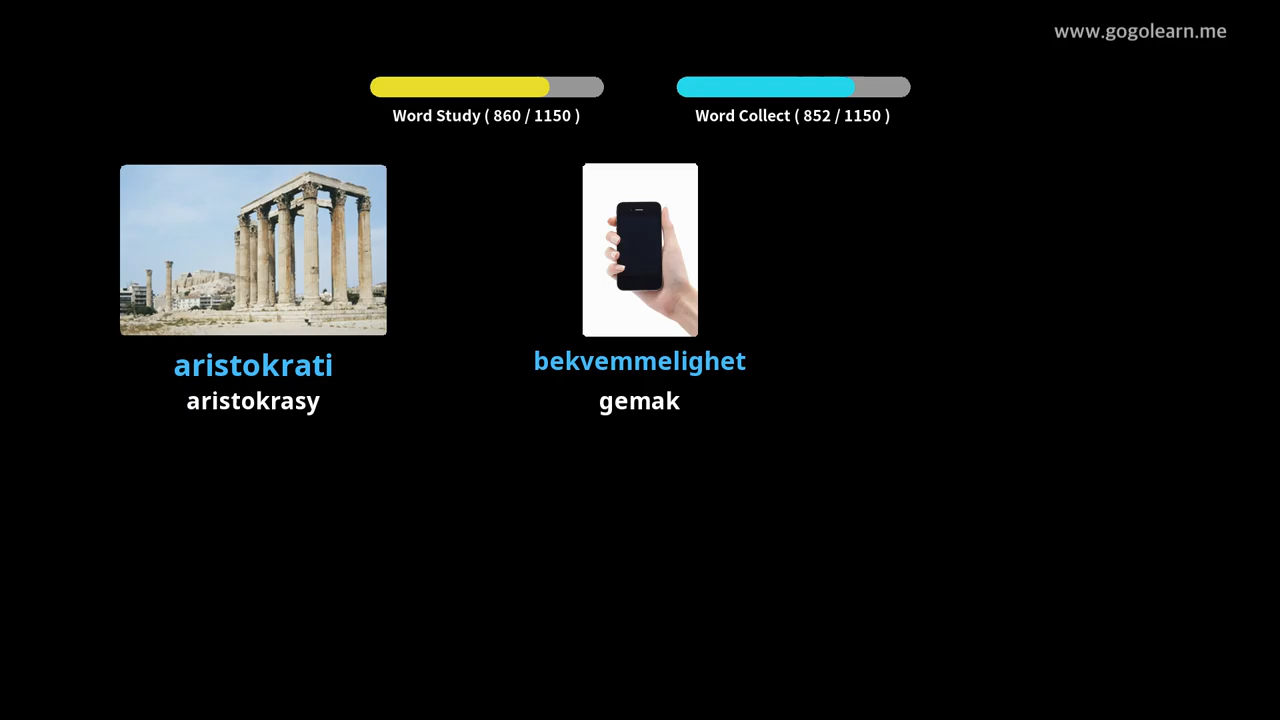 www.gogolearn.me
Word Study ( 860 / 1150 )
Word Collect ( 852 / 1150 )
aristokrati
aristokrasy
bekvemmelighet
gemak